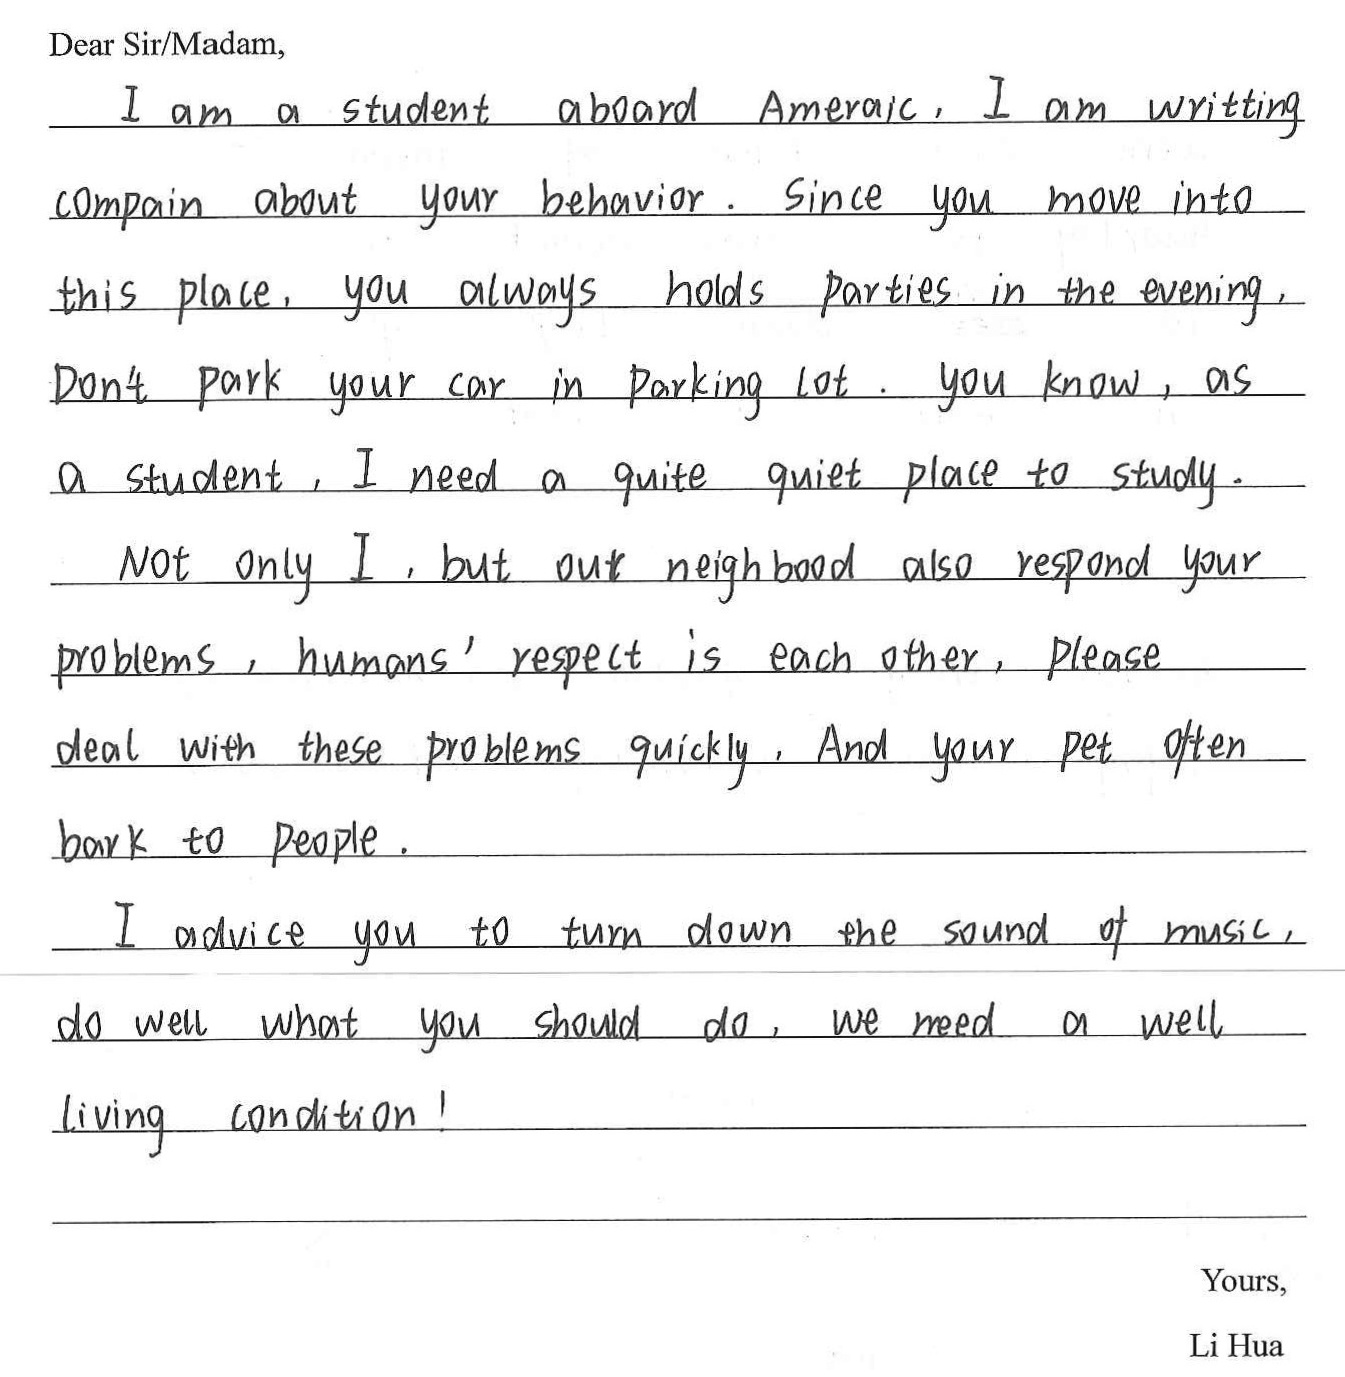 Dear Sir/Madam,
I am a student aboard Ameraic, I am writting
compain about your behavior. Since you move into
this place, you always holds parties in the evening,
Don't park your car in parking lot. you know, as
a student, I need a quite quiet place to study.
Not only I, but our neighbood also respond your
problems, humans' respect is each other, Please
deal with these problems quickly, And your pet often
bark to people.
I advice you to turn down the sound of music,
do well what you should do, we need a well
living condition!
Yours,
Li Hua